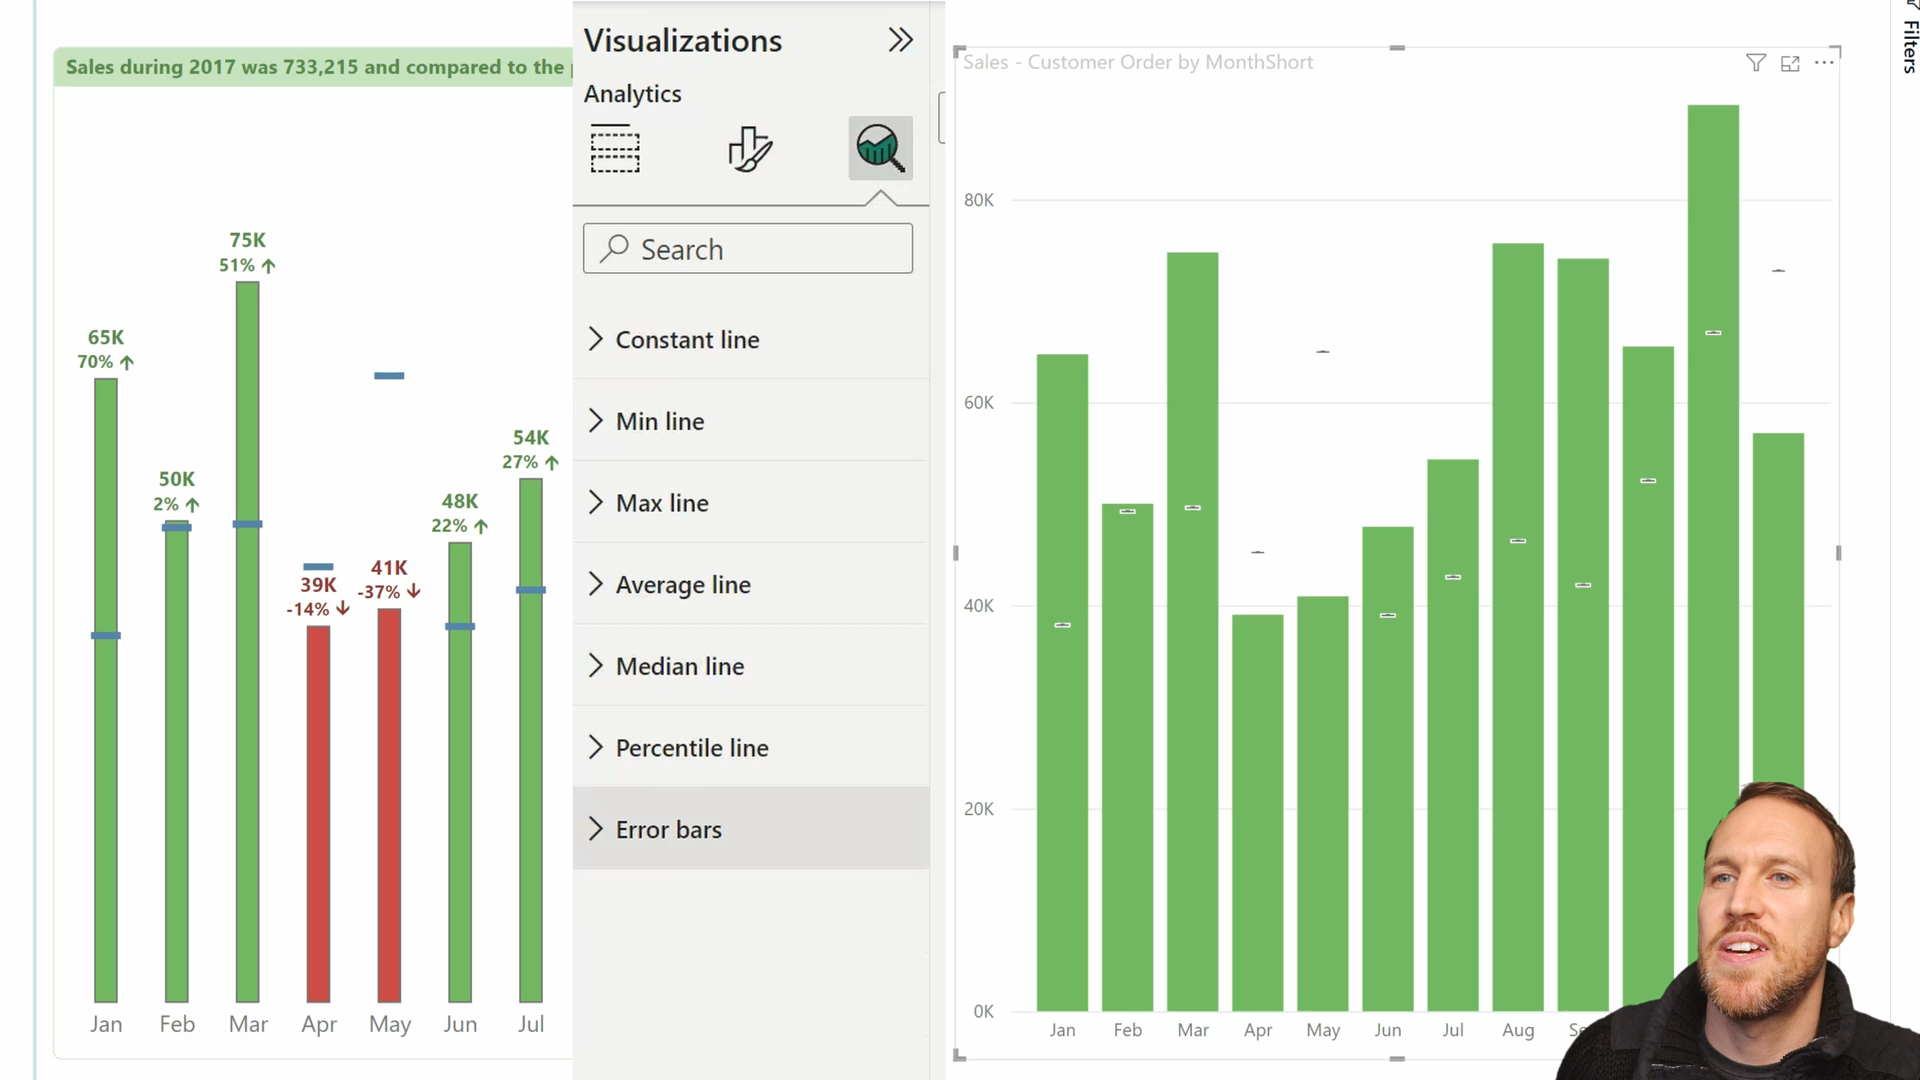 Sales during 2017 was 733,215 and compared to the
75K
51% ↑
65K
70% ↑
54K
27% ↑
50K
2% ↑
48K
22% ↑
41K
-37% ↓
39K
-14% ↓
Jan Feb Mar Apr May Jun Jul
Visualizations
Analytics
Search
Constant line
Min line
Max line
Average line
Median line
Percentile line
Error bars
Sales - Customer Order by MonthShort
80K
60K
40K
20K
0K
Jan Feb Mar Apr May Jun Jul Aug
Filters